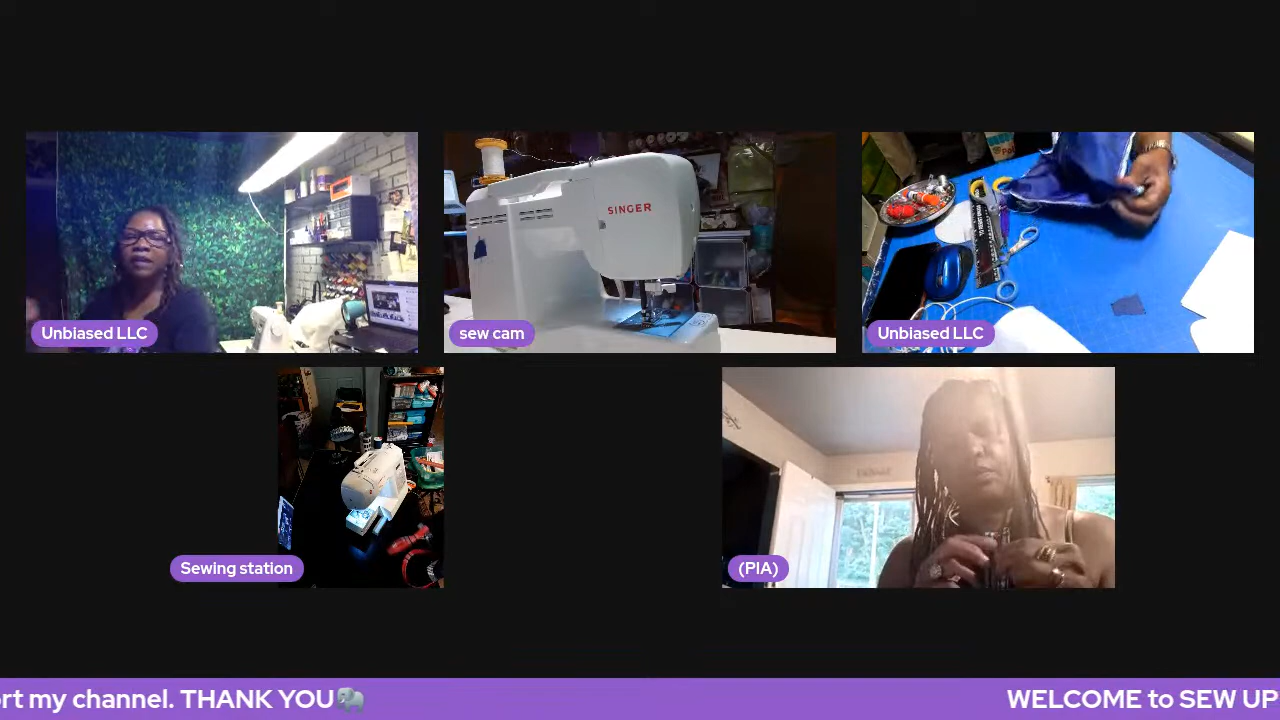 Unbiased LLC
SINGER
sew cam
Unbiased LLC
Sewing station
(PIA)
rt my channel. THANK YOU🐘
WELCOME to SEW UP